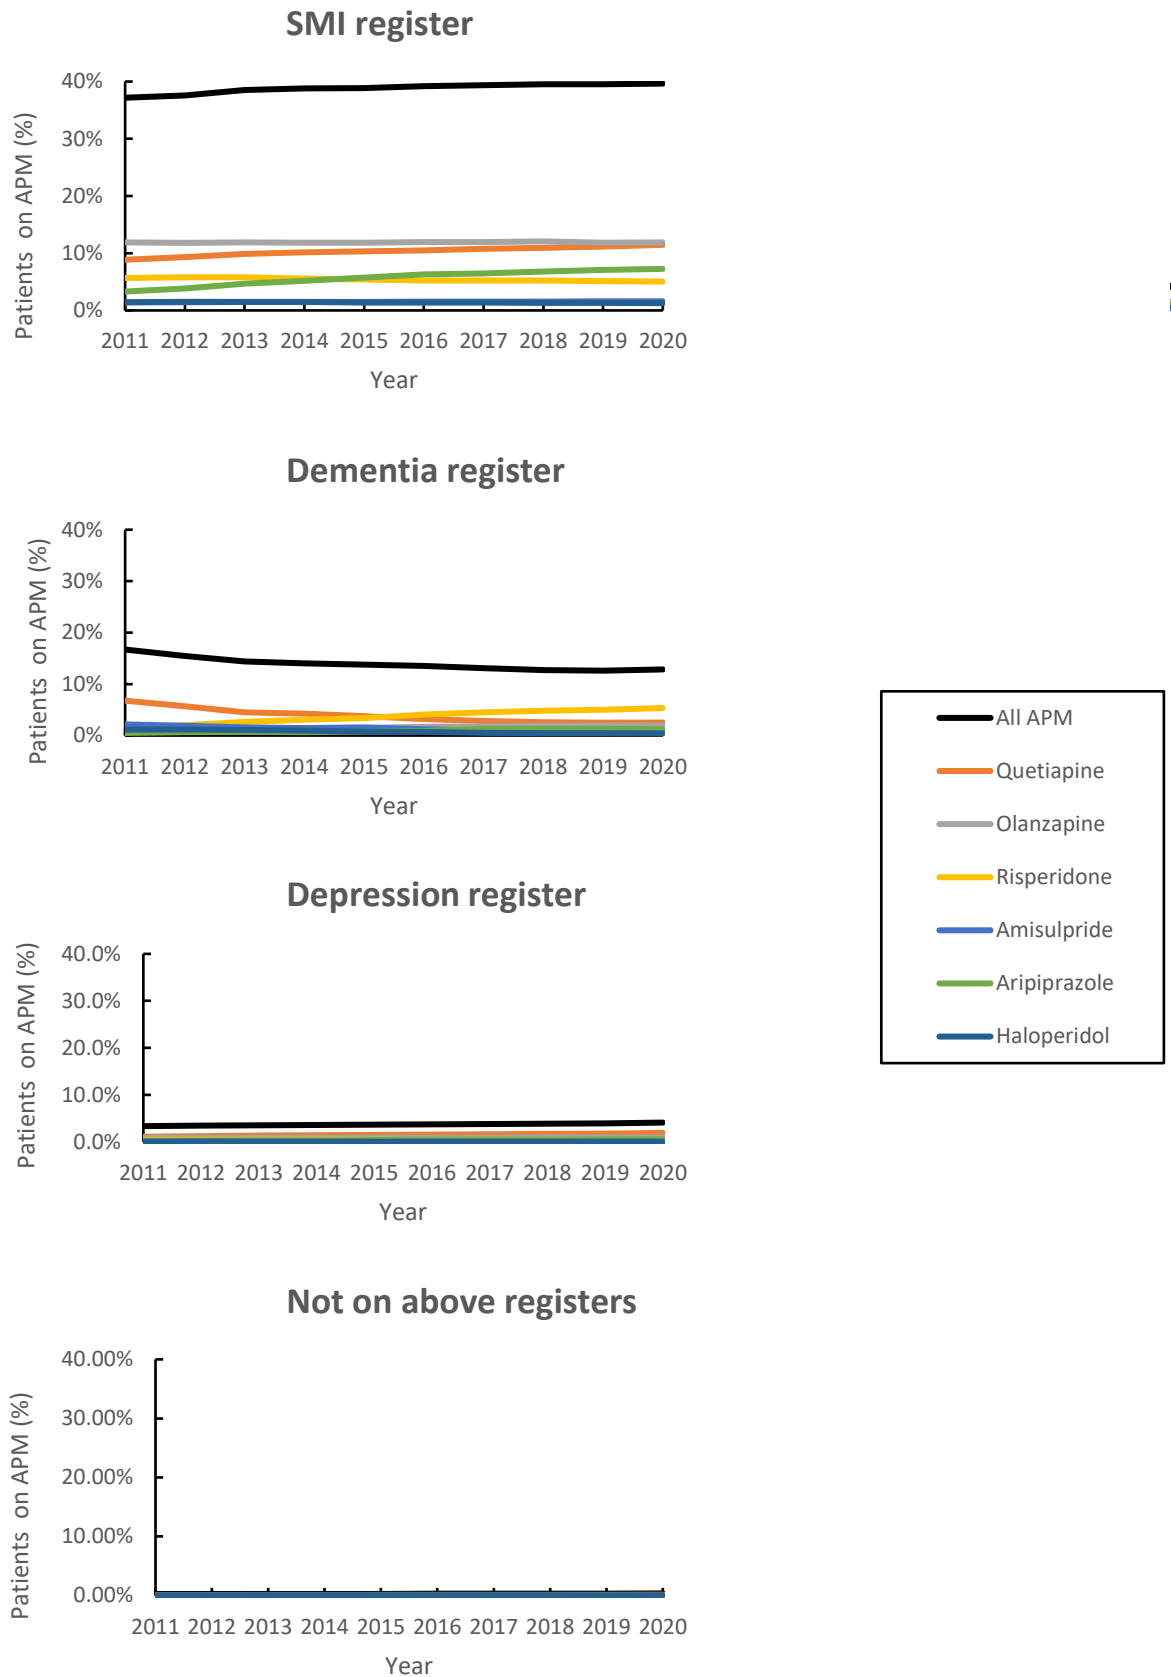 SMI register
Patients on APM (%)
40%
30%
20%
10%
0%
2011 2012 2013 2014 2015 2016 2017 2018 2019 2020
Year
Dementia register
Patients on APM (%)
40%
30%
20%
10%
0%
2011 2012 2013 2014 2015 2016 2017 2018 2019 2020
Year
All APM
Quetiapine
Olanzapine
Risperidone
Amisulpride
Aripiprazole
Haloperidol
Depression register
Patients on APM (%)
40.0%
30.0%
20.0%
10.0%
0.0%
2011 2012 2013 2014 2015 2016 2017 2018 2019 2020
Year
Not on above registers
Patients on APM (%)
40.00%
30.00%
20.00%
10.00%
0.00%
2011 2012 2013 2014 2015 2016 2017 2018 2019 2020
Year